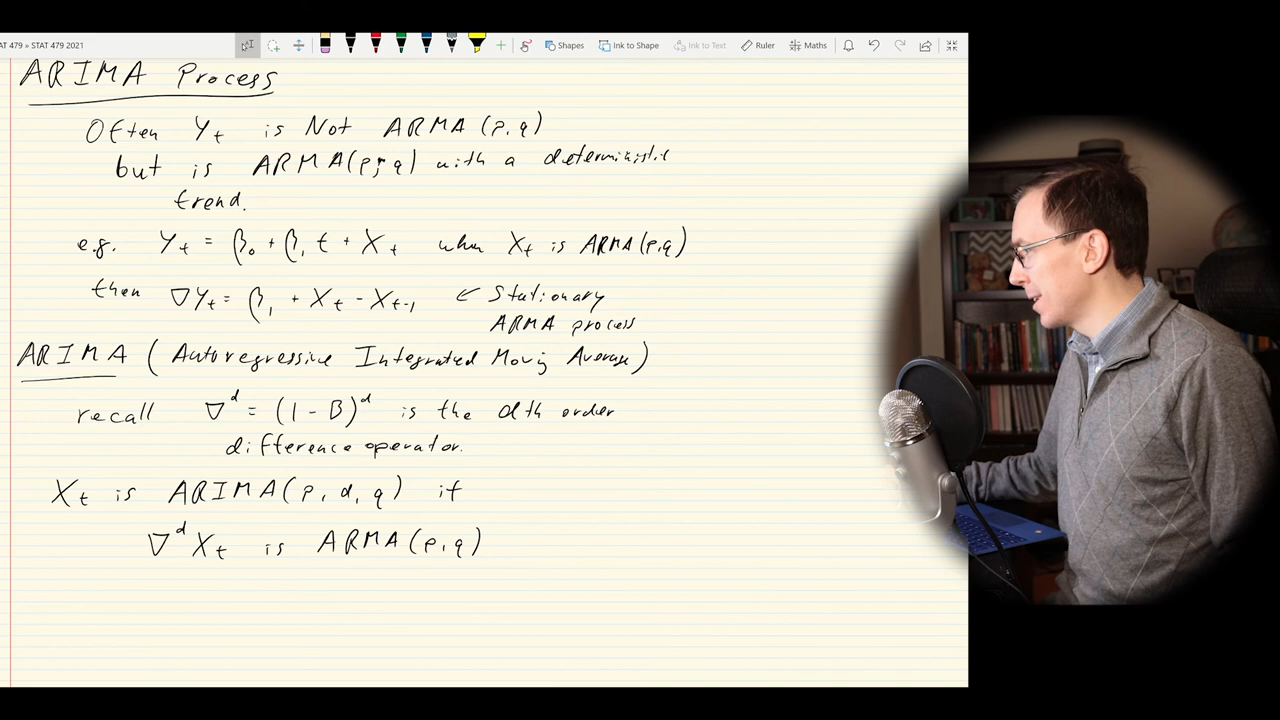 AT 479 » STAT 479 2021
Shapes Ink to Shape Ink to Text Ruler Maths
ARIMA Process
Often Yt is Not ARMA(p,q)
but is ARMA(p,q) with a deterministic
trend.
e.g. Yt = β0 + β1 t + Xt when Xt is ARMA(p,q)
then ∇Yt = β1 + Xt - Xt-1 ← Stationary
ARMA process
ARIMA (Autoregressive Integrated Moving Average)
recall ∇^d = (1 - B)^d is the dth order
difference operator.
Xt is ARIMA(p, d, q) if
∇^d Xt is ARMA(p,q)